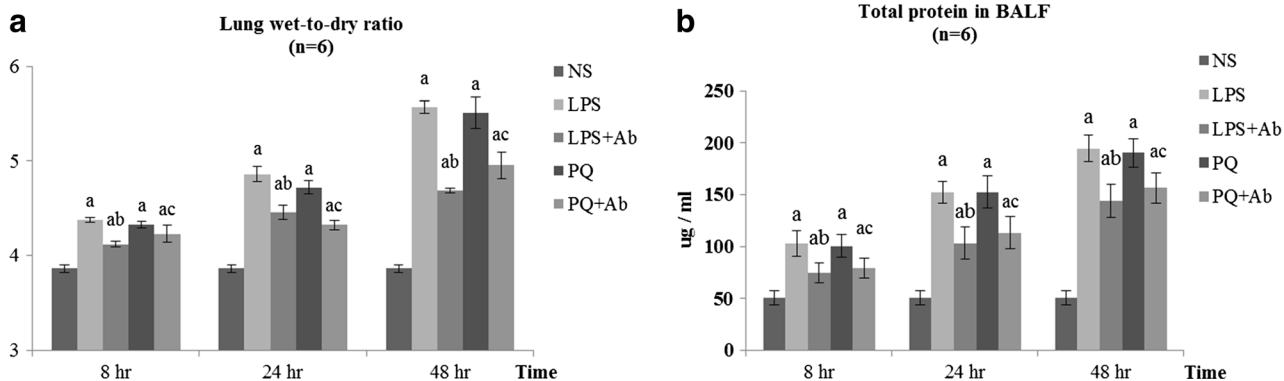 a
Lung wet-to-dry ratio
(n=6)
6
5
4
3
a
ab
a
ac
a
ab
a
ac
a
ab
a
ac
8 hr
24 hr
48 hr
Time
NS
LPS
LPS+Ab
PQ
PQ+Ab
b
Total protein in BALF
(n=6)
ug / ml
250
200
150
100
50
0
a
ab
a
ac
a
ab
a
ac
a
ab
a
ac
8 hr
24 hr
48 hr
Time
NS
LPS
LPS+Ab
PQ
PQ+Ab